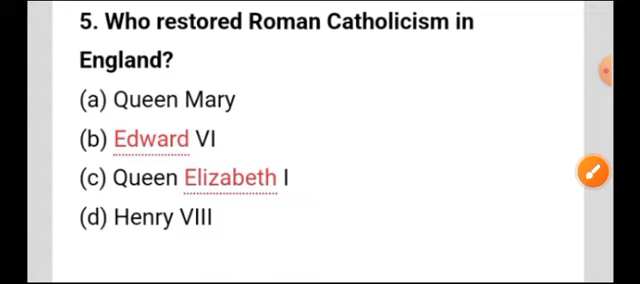 5. Who restored Roman Catholicism in
England?
(a) Queen Mary
(b) Edward VI
(c) Queen Elizabeth I
(d) Henry VIII